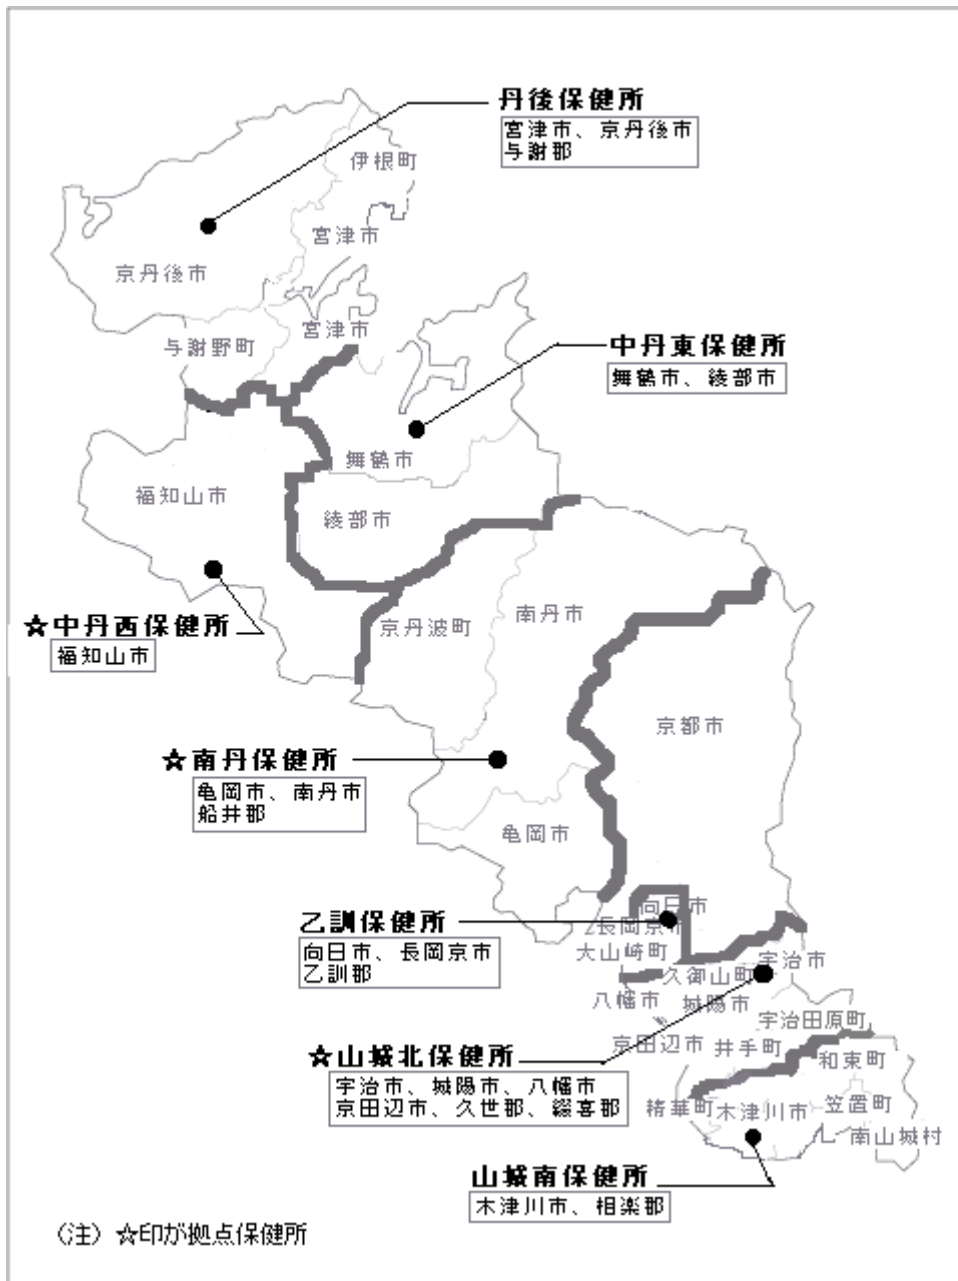 丹後保健所
宮津市、京丹後市
与謝郡
伊根町
宮津市
京丹後市
宮津市
与謝野町
中丹東保健所
舞鶴市、綾部市
舞鶴市
福知山市
綾部市
南丹市
京丹波町
☆中丹西保健所
福知山市
京都市
☆南丹保健所
亀岡市、南丹市
船井郡
亀岡市
向日市
乙訓保健所
長岡京市
向日市、長岡京市
乙訓郡
大山崎町
宇治市
久御山町
八幡市
城陽市
宇治田原町
京田辺市
井手町
☆山城北保健所
宇治市、城陽市、八幡市
京田辺市、久世郡、綴喜郡
和束町
精華町
木津川市
笠置町
南山城村
山城南保健所
木津川市、相楽郡
（注）☆印が拠点保健所